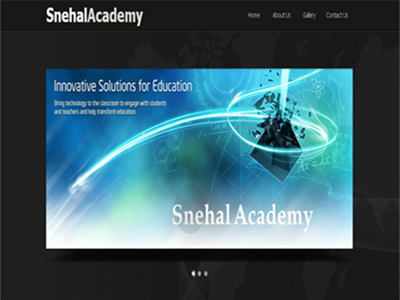 SnehalAcademy
Home About Us Gallery Contact Us
Innovative Solutions for Education
Bring technology to the classroom to engage with students
and teachers and help transform education
Snehal Academy